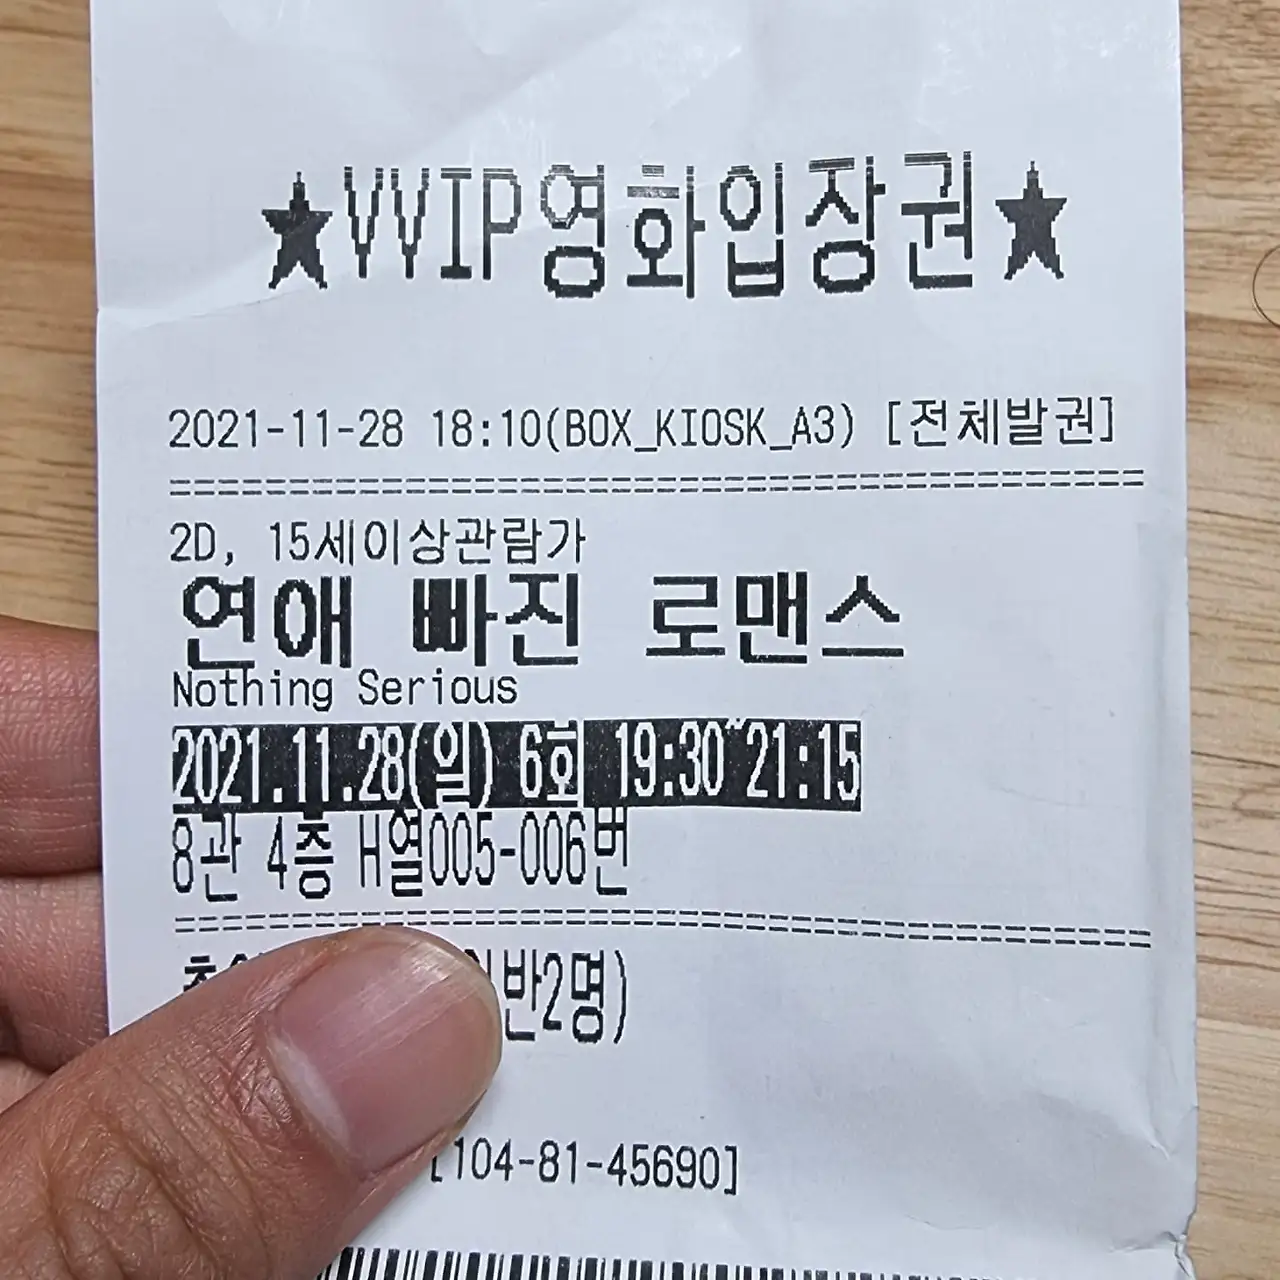 ★VVIP영화입장권★
2021-11-28 18:10(BOX_KIOSK_A3) [전체발권]
================================================
2D, 15세이상관람가
연애 빠진 로맨스
Nothing Serious
2021.11.28(일) 6회 19:30~21:15
8관 4층 H열005-006번
================================================
반2명)
[104-81-45690]